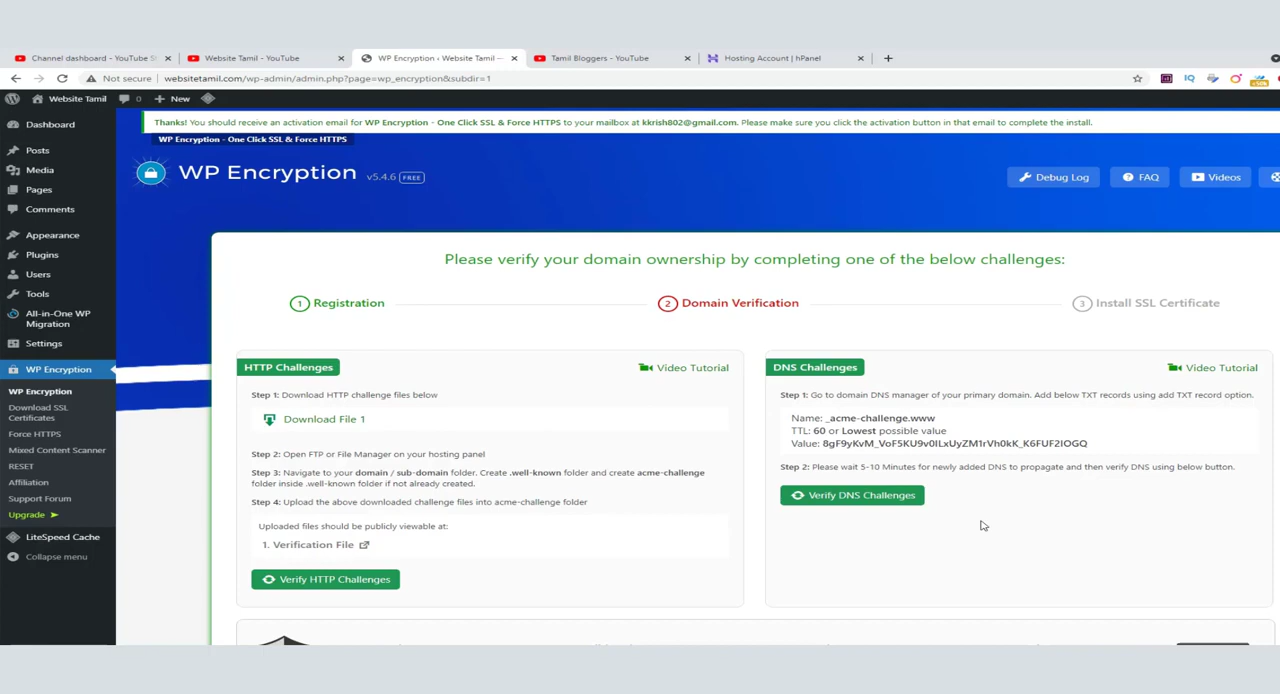 Channel dashboard - YouTube S
Website Tamil - YouTube
WP Encryption ‹ Website Tamil —
Tamil Bloggers - YouTube
Hosting Account | hPanel
Not secure | websitetamil.com/wp-admin/admin.php?page=wp_encryption&subdir=1
Website Tamil 0 + New
Thanks! You should receive an activation email for WP Encryption - One Click SSL & Force HTTPS to your mailbox at kkrish802@gmail.com. Please make sure you click the activation button in that email to complete the install.
WP Encryption - One Click SSL & Force HTTPS
Dashboard
Posts
Media
Pages
Comments
Appearance
Plugins
Users
Tools
All-in-One WP
Migration
Settings
WP Encryption
WP Encryption
Download SSL
Certificates
Force HTTPS
Mixed Content Scanner
RESET
Affiliation
Support Forum
Upgrade ➤
LiteSpeed Cache
Collapse menu
WP Encryption v5.4.6 FREE
Debug Log
FAQ
Videos
Please verify your domain ownership by completing one of the below challenges:
1 Registration
2 Domain Verification
3 Install SSL Certificate
HTTP Challenges
Video Tutorial
Step 1: Download HTTP challenge files below
Download File 1
Step 2: Open FTP or File Manager on your hosting panel
Step 3: Navigate to your domain / sub-domain folder. Create .well-known folder and create acme-challenge
folder inside .well-known folder if not already created.
Step 4: Upload the above downloaded challenge files into acme-challenge folder
Uploaded files should be publicly viewable at:
1. Verification File
Verify HTTP Challenges
DNS Challenges
Video Tutorial
Step 1: Go to domain DNS manager of your primary domain. Add below TXT records using add TXT record option.
Name: _acme-challenge.www
TTL: 60 or Lowest possible value
Value: 8gF9yKvM_VoF5KU9v0ILxUyZM1rVh0kK_K6FUF2IOGQ
Step 2: Please wait 5-10 Minutes for newly added DNS to propagate and then verify DNS using below button.
Verify DNS Challenges